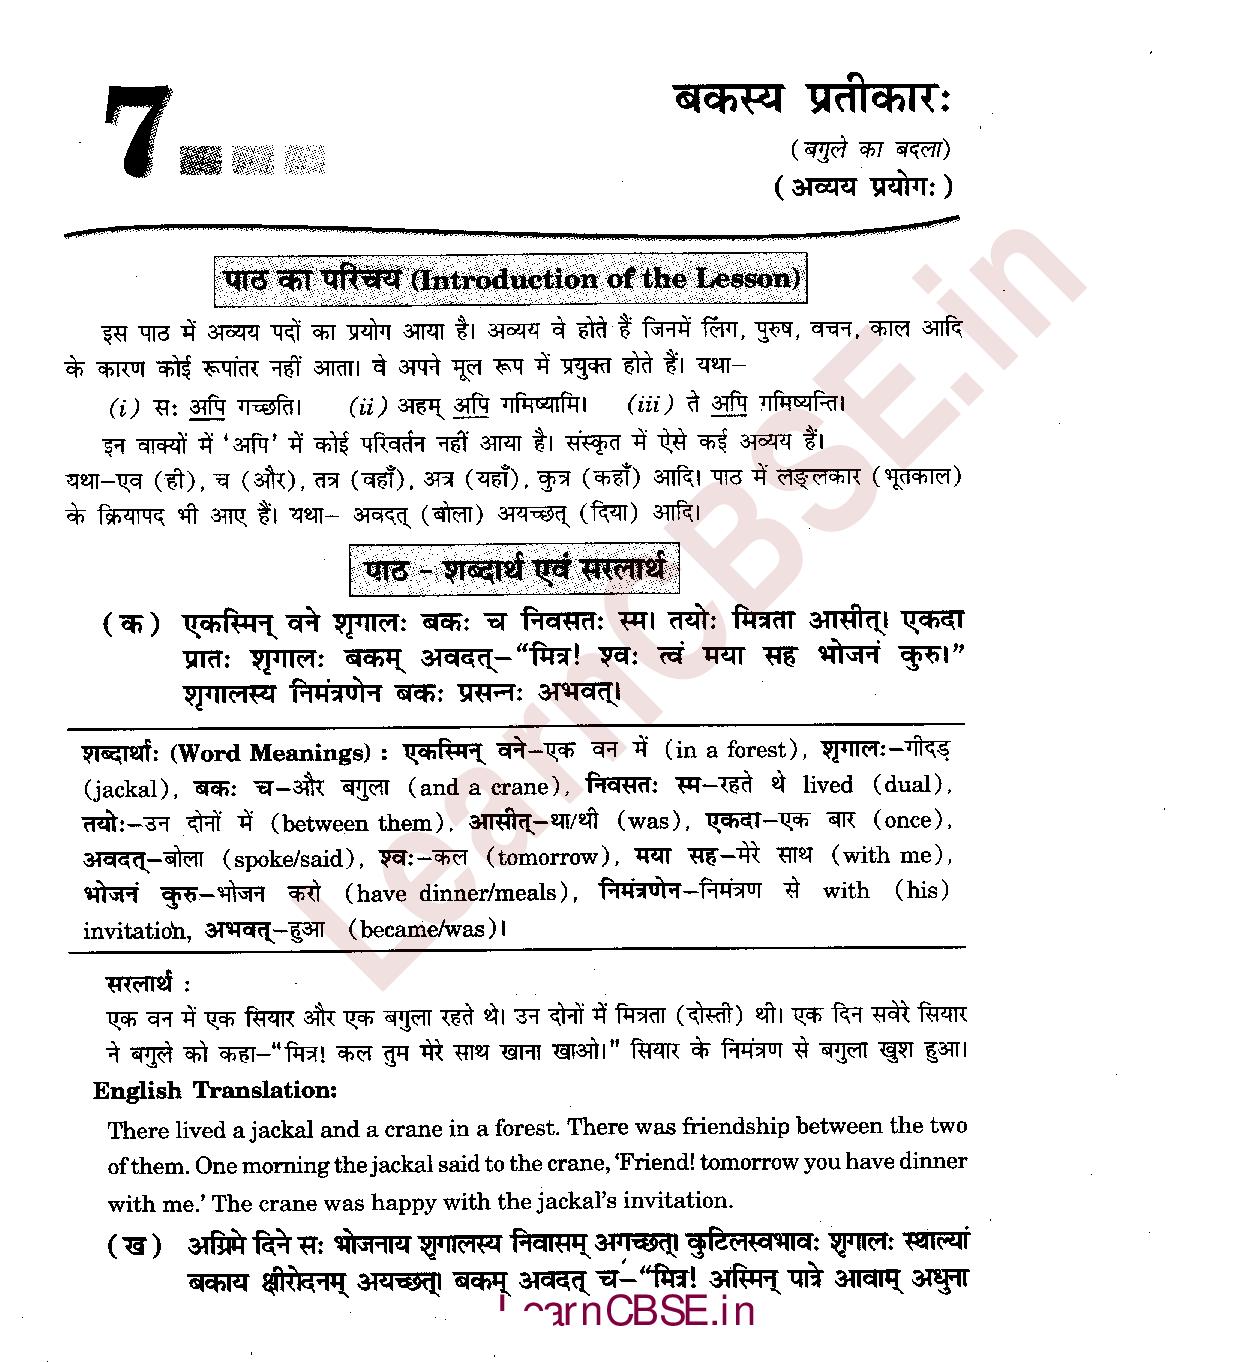 7
बकस्य प्रतीकारः
(बगुले का बदला)
(अव्यय प्रयोगः)
पाठ का परिचय (Introduction of the Lesson)
इस पाठ में अव्यय पदों का प्रयोग आया है। अव्यय वे होते हैं जिनमें लिंग, पुरुष, वचन, काल आदि
के कारण कोई रूपांतर नहीं आता। वे अपने मूल रूप में प्रयुक्त होते हैं। यथा–
(i) सः अपि गच्छति। (ii) अहम् अपि गमिष्यामि। (iii) ते अपि गमिष्यन्ति।
इन वाक्यों में ‘अपि’ में कोई परिवर्तन नहीं आया है। संस्कृत में ऐसे कई अव्यय हैं।
यथा–एव (ही), च (और), तत्र (वहाँ), अत्र (यहाँ), कुत्र (कहाँ) आदि। पाठ में लङ्लकार (भूतकाल)
के क्रियापद भी आए हैं। यथा– अवदत् (बोला) अयच्छत् (दिया) आदि।
पाठ - शब्दार्थ एवं सरलार्थ
(क) एकस्मिन् वने शृगालः बकः च निवसतः स्म। तयोः मित्रता आसीत्। एकदा
प्रातः शृगालः बकम् अवदत्–“मित्र! श्वः त्वं मया सह भोजनं कुरु।”
शृगालस्य निमंत्रणेन बकः प्रसन्नः अभवत्।
शब्दार्थाः (Word Meanings) : एकस्मिन् वने–एक वन में (in a forest), शृगालः–गीदड़
(jackal), बकः च–और बगुला (and a crane), निवसतः स्म–रहते थे lived (dual),
तयोः–उन दोनों में (between them), आसीत्–था/थी (was), एकदा–एक बार (once),
अवदत्–बोला (spoke/said), श्वः–कल (tomorrow), मया सह–मेरे साथ (with me),
भोजनं कुरु–भोजन करो (have dinner/meals), निमंत्रणेन–निमंत्रण से with (his)
invitation, अभवत्–हुआ (became/was)।
सरलार्थ :
एक वन में एक सियार और एक बगुला रहते थे। उन दोनों में मित्रता (दोस्ती) थी। एक दिन सवेरे सियार
ने बगुले को कहा–“मित्र! कल तुम मेरे साथ खाना खाओ।” सियार के निमंत्रण से बगुला खुश हुआ।
English Translation:
There lived a jackal and a crane in a forest. There was friendship between the two
of them. One morning the jackal said to the crane, ‘Friend! tomorrow you have dinner
with me.’ The crane was happy with the jackal’s invitation.
(ख) अग्रिमे दिने सः भोजनाय शृगालस्य निवासम् अगच्छत्। कुटिलस्वभावः शृगालः स्थाल्यां
बकाय क्षीरोदनम् अयच्छत्। बकम् अवदत् च–“मित्र! अस्मिन् पात्रे आवाम् अधुना
LearnCBSE.in
LearnCBSE.in